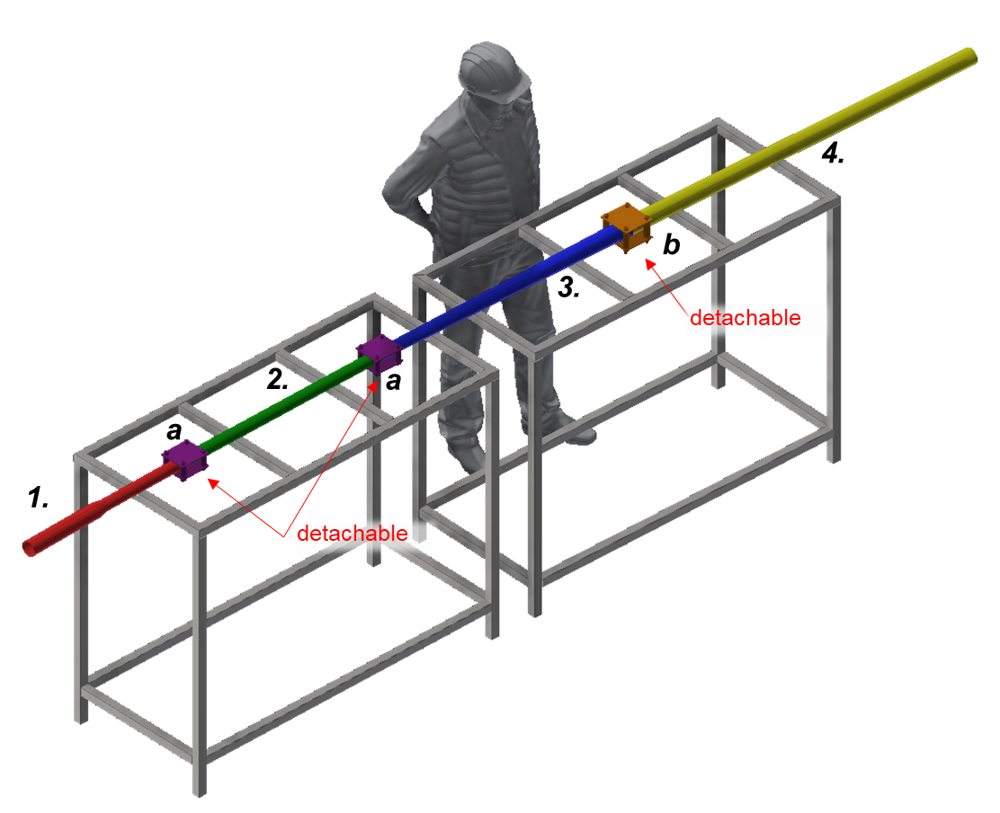 4.
b
3.
detachable
2.
a
a
1.
detachable